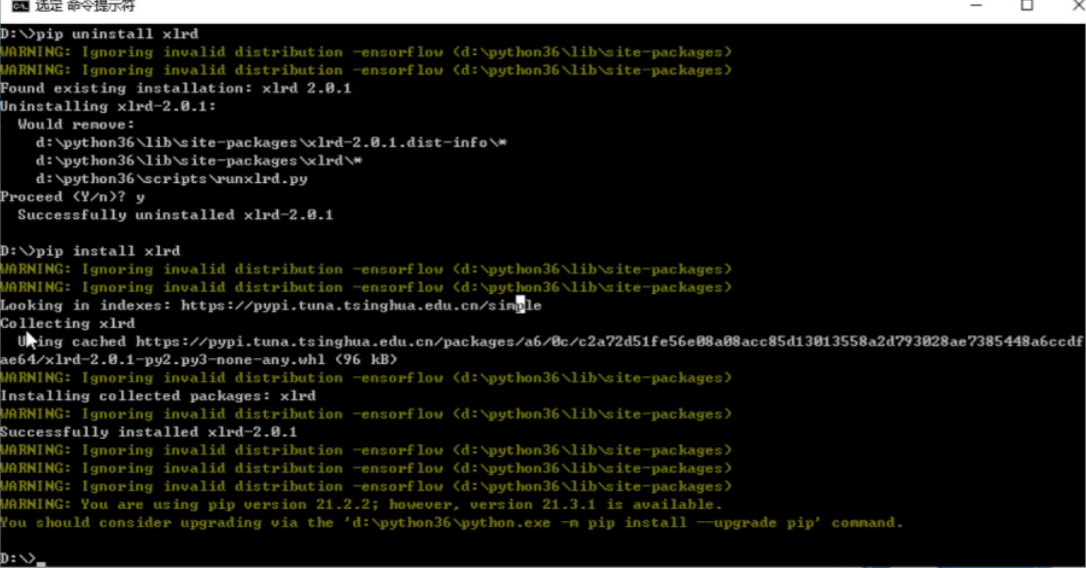 选定 命令提示符
D:\>pip uninstall xlrd
WARNING: Ignoring invalid distribution -ensorflow (d:\python36\lib\site-packages)
WARNING: Ignoring invalid distribution -ensorflow (d:\python36\lib\site-packages)
Found existing installation: xlrd 2.0.1
Uninstalling xlrd-2.0.1:
  Would remove:
    d:\python36\lib\site-packages\xlrd-2.0.1.dist-info\*
    d:\python36\lib\site-packages\xlrd\*
    d:\python36\scripts\runxlrd.py
Proceed (Y/n)? y
  Successfully uninstalled xlrd-2.0.1
D:\>pip install xlrd
WARNING: Ignoring invalid distribution -ensorflow (d:\python36\lib\site-packages)
WARNING: Ignoring invalid distribution -ensorflow (d:\python36\lib\site-packages)
Looking in indexes: https://pypi.tuna.tsinghua.edu.cn/simple
Collecting xlrd
  Using cached https://pypi.tuna.tsinghua.edu.cn/packages/a6/0c/c2a72d51fe56e08a08acc85d13013558a2d793028ae7385448a6ccdf
ae64/xlrd-2.0.1-py2.py3-none-any.whl (96 kB)
WARNING: Ignoring invalid distribution -ensorflow (d:\python36\lib\site-packages)
Installing collected packages: xlrd
WARNING: Ignoring invalid distribution -ensorflow (d:\python36\lib\site-packages)
Successfully installed xlrd-2.0.1
WARNING: Ignoring invalid distribution -ensorflow (d:\python36\lib\site-packages)
WARNING: Ignoring invalid distribution -ensorflow (d:\python36\lib\site-packages)
WARNING: Ignoring invalid distribution -ensorflow (d:\python36\lib\site-packages)
WARNING: You are using pip version 21.2.2; however, version 21.3.1 is available.
You should consider upgrading via the 'd:\python36\python.exe -m pip install --upgrade pip' command.
D:\>